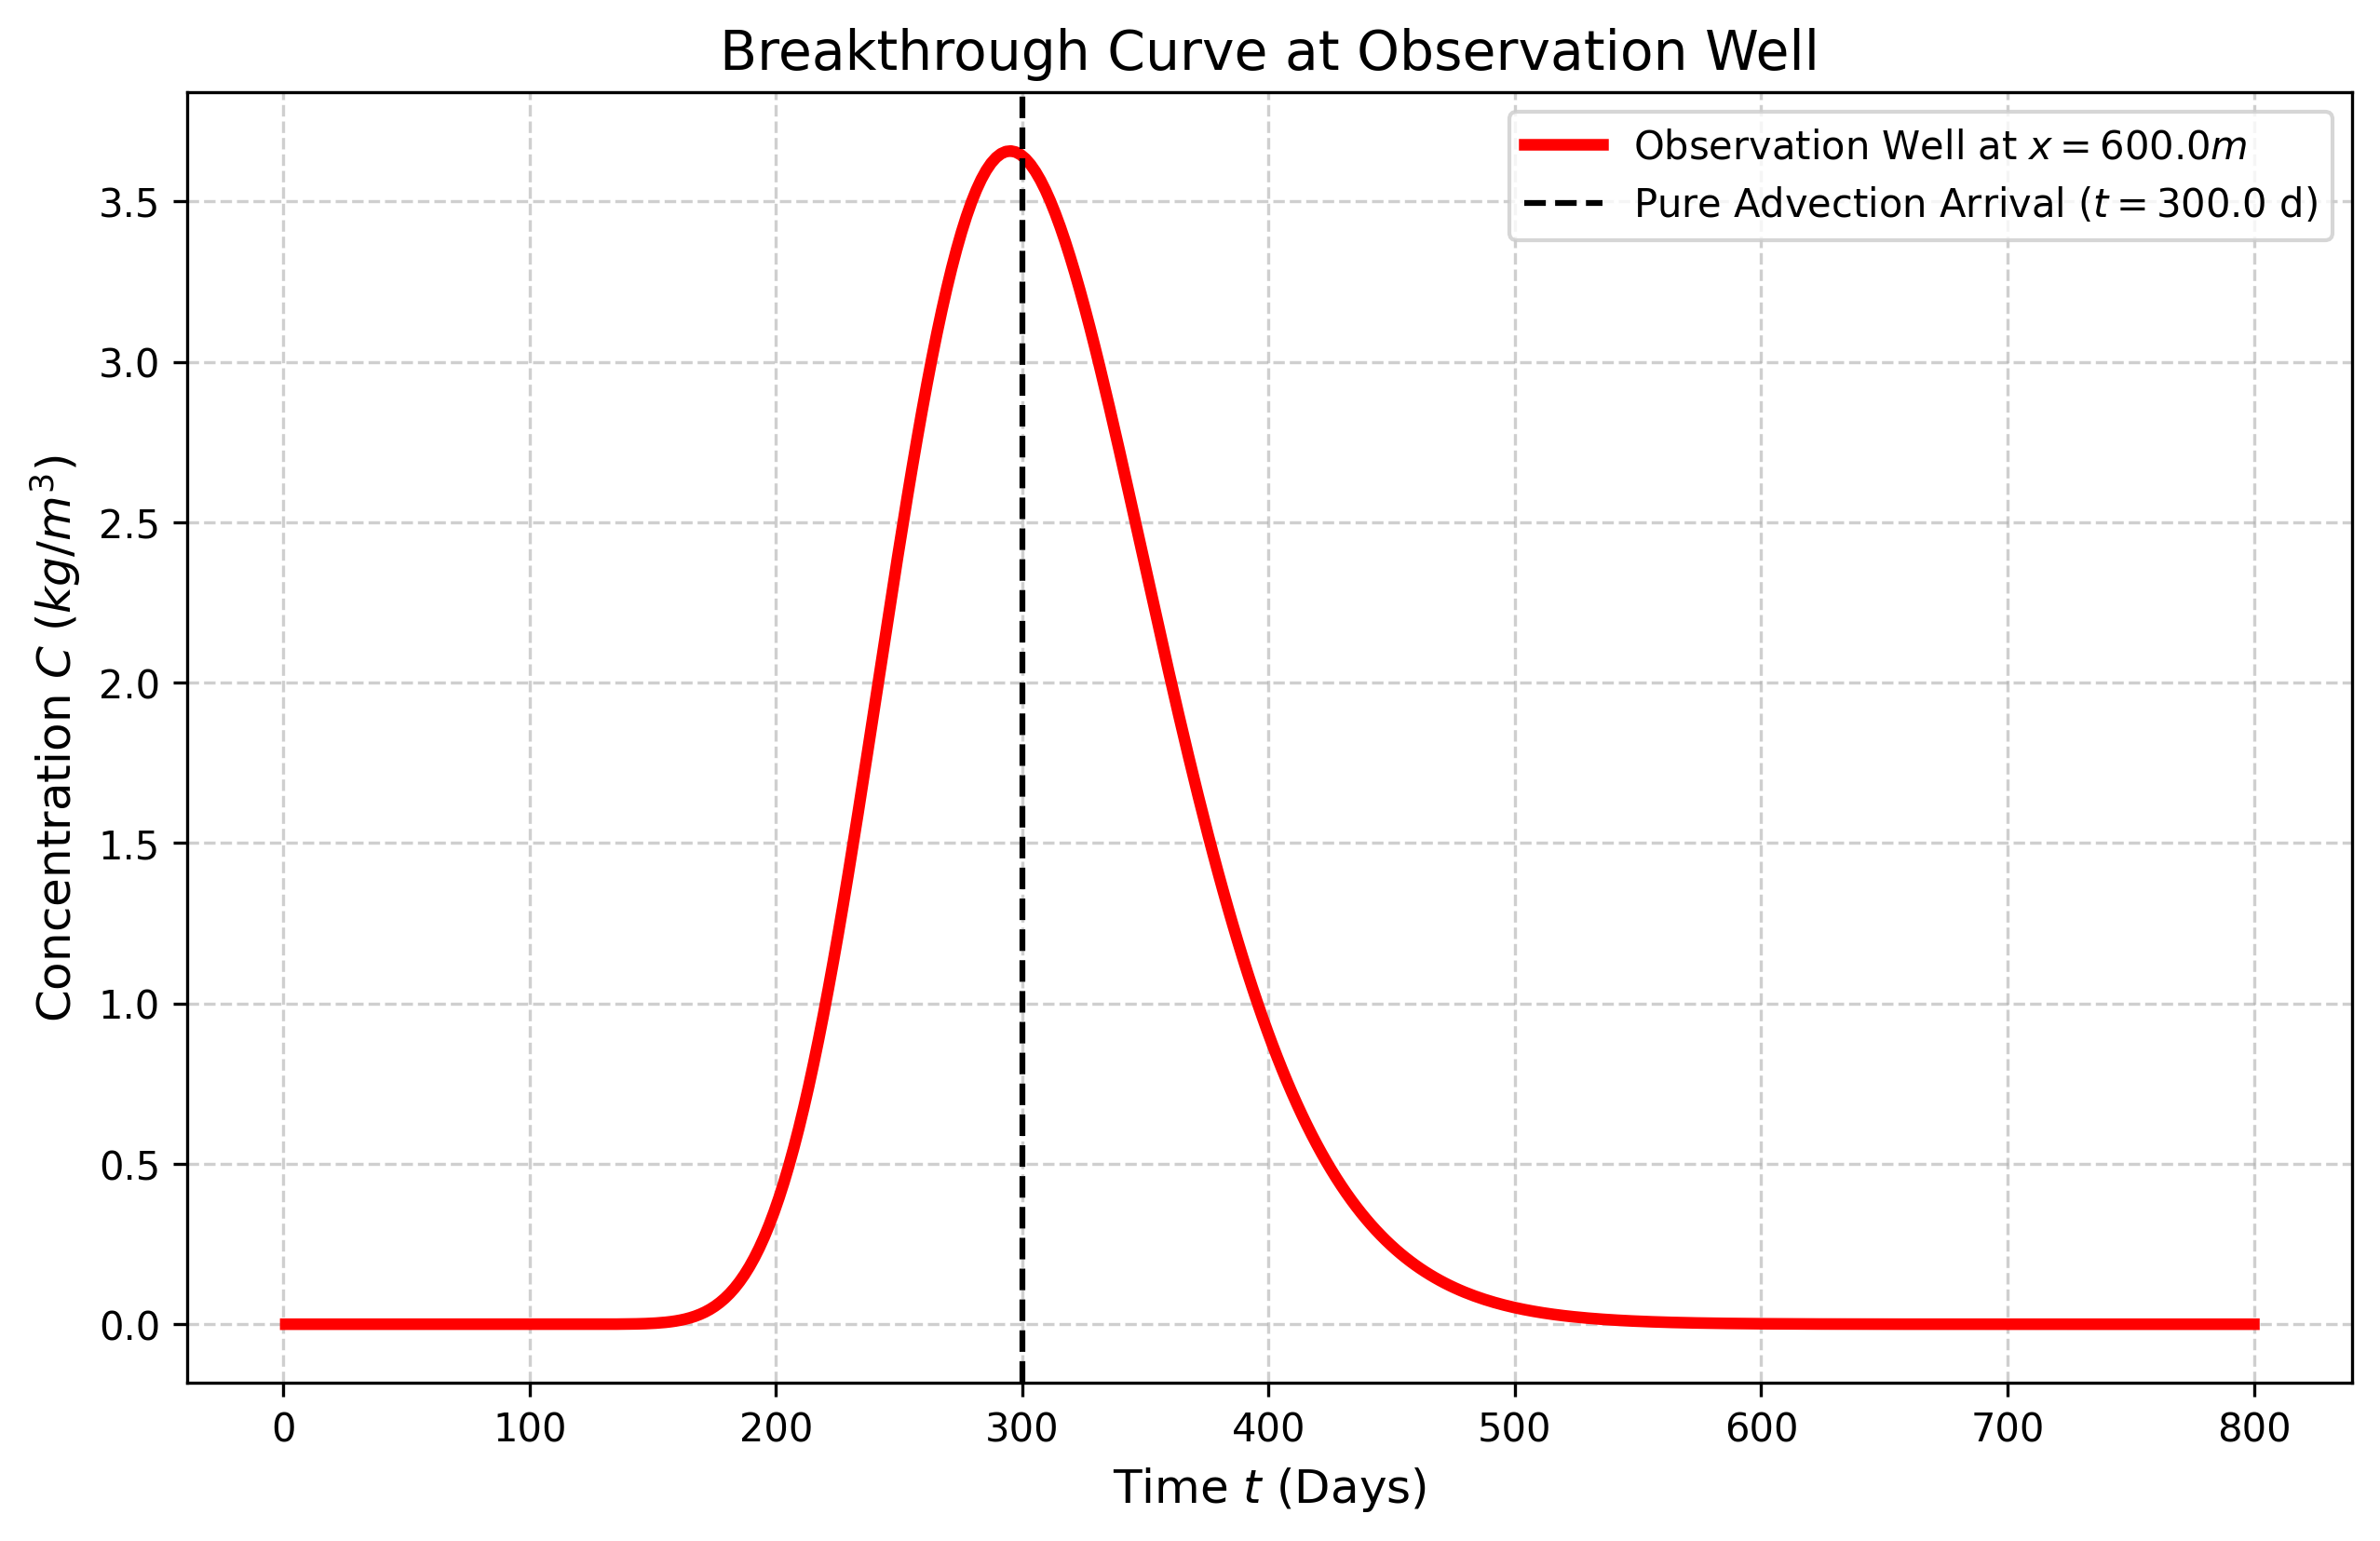 Breakthrough Curve at Observation Well
Observation Well at x = 600.0m
Pure Advection Arrival (t = 300.0 d)
Concentration C (kg/m³)
3.5
3.0
2.5
2.0
1.5
1.0
0.5
0.0
0 100 200 300 400 500 600 700 800
Time t (Days)